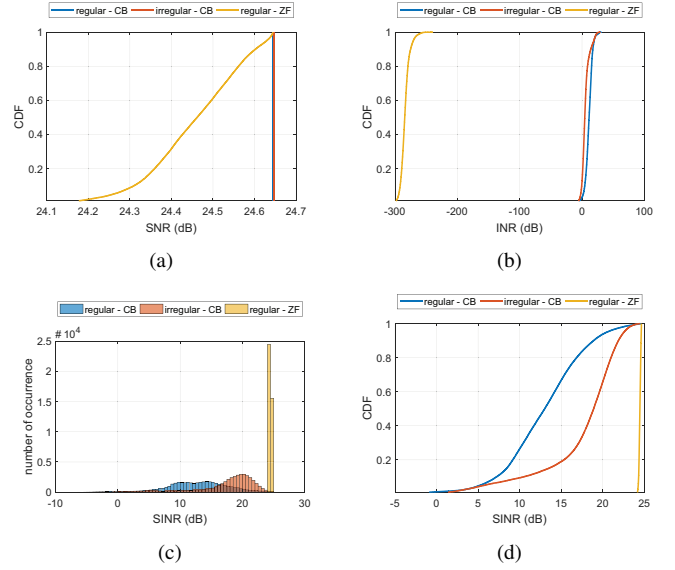 regular - CB irregular - CB regular - ZF
1
0.8
0.6
0.4
0.2
CDF
24.1 24.2 24.3 24.4 24.5 24.6 24.7
SNR (dB)
(a)
regular - CB irregular - CB regular - ZF
1
0.8
0.6
0.4
0.2
CDF
-300 -200 -100 0 100
INR (dB)
(b)
regular - CB irregular - CB regular - ZF
# 10^4
2.5
2
1.5
1
0.5
0
number of occurrence
-10 0 10 20 30
SINR (dB)
(c)
regular - CB irregular - CB regular - ZF
1
0.8
0.6
0.4
0.2
CDF
-5 0 5 10 15 20 25
SINR (dB)
(d)